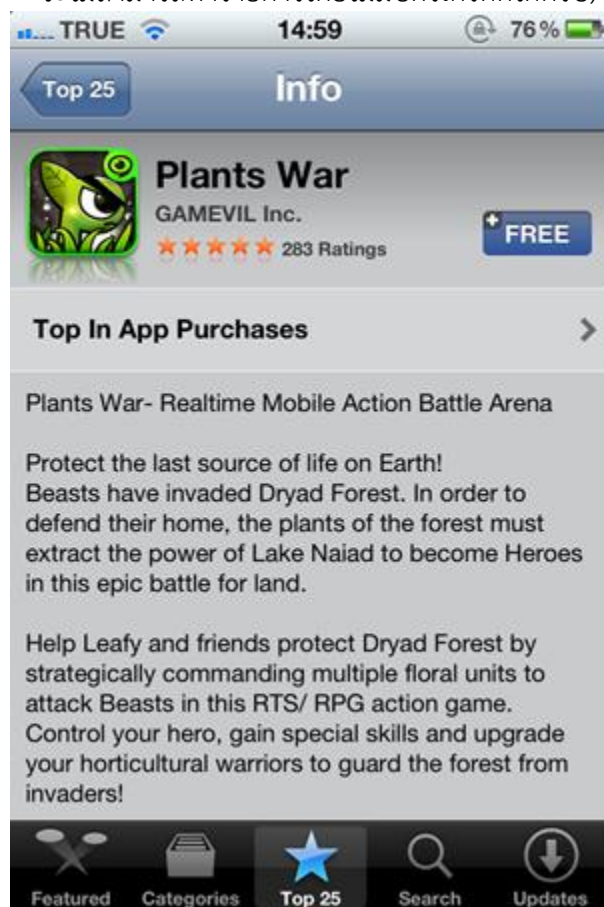 TRUE 14:59 76%
Top 25 Info
Plants War
GAMEVIL Inc.
283 Ratings
FREE
Top In App Purchases
Plants War- Realtime Mobile Action Battle Arena
Protect the last source of life on Earth!
Beasts have invaded Dryad Forest. In order to
defend their home, the plants of the forest must
extract the power of Lake Naiad to become Heroes
in this epic battle for land.
Help Leafy and friends protect Dryad Forest by
strategically commanding multiple floral units to
attack Beasts in this RTS/ RPG action game.
Control your hero, gain special skills and upgrade
your horticultural warriors to guard the forest from
invaders!
Featured Categories Top 25 Search Updates